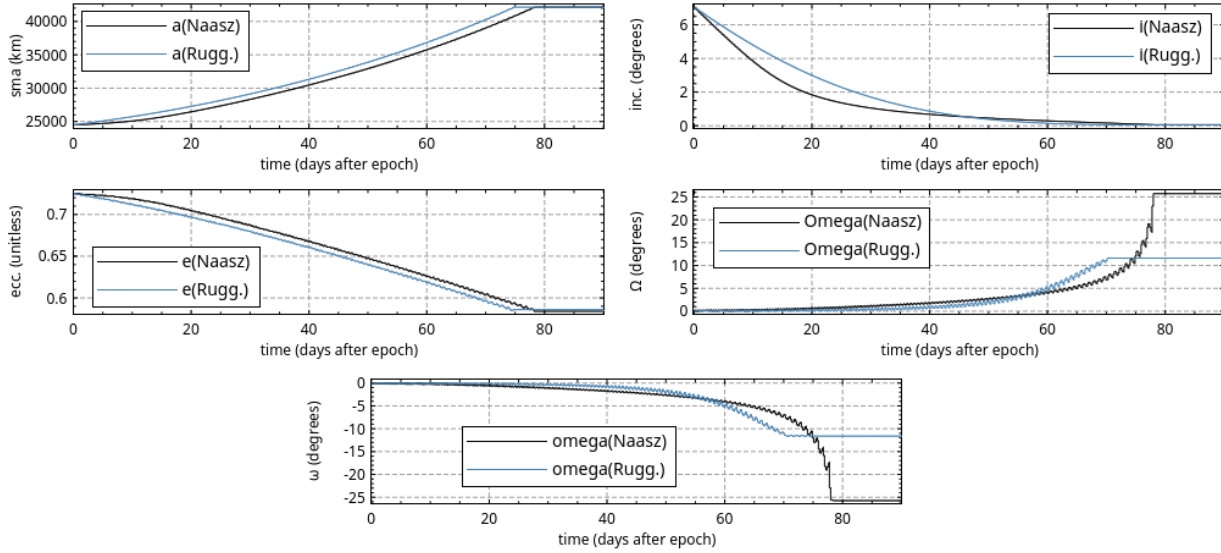 a(Naasz)
a(Rugg.)
sma (km)
40000
35000
30000
25000
0 20 40 60 80
time (days after epoch)
i(Naasz)
i(Rugg.)
inc. (degrees)
6
4
2
0
0 20 40 60 80
time (days after epoch)
e(Naasz)
e(Rugg.)
ecc. (unitless)
0.7
0.65
0.6
0 20 40 60 80
time (days after epoch)
Omega(Naasz)
Omega(Rugg.)
Ω (degrees)
25
20
15
10
5
0
0 20 40 60 80
time (days after epoch)
omega(Naasz)
omega(Rugg.)
ω (degrees)
0
-5
-10
-15
-20
-25
0 20 40 60 80
time (days after epoch)